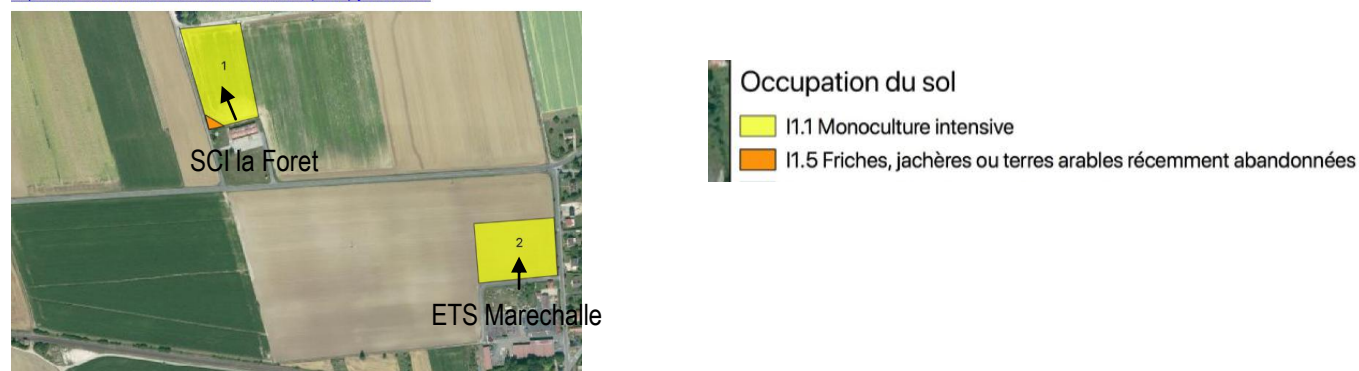 1
SCI la Foret
2
ETS Marechalle
Occupation du sol
I1.1 Monoculture intensive
I1.5 Friches, jachères ou terres arables récemment abandonnées